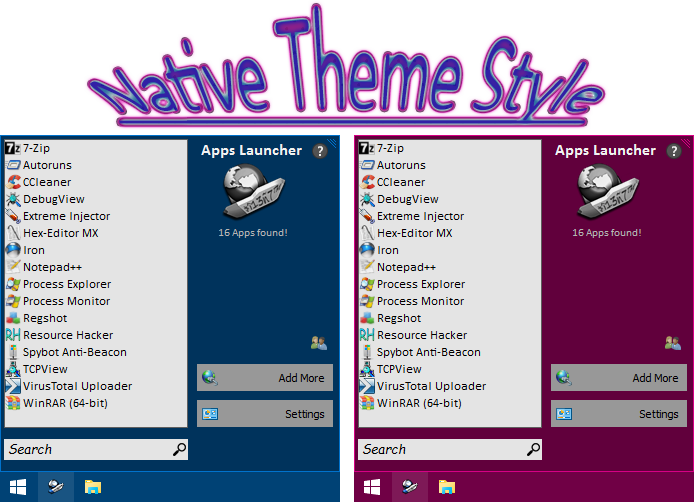 Native Theme Style
7-Zip
Autoruns
CCleaner
DebugView
Extreme Injector
Hex-Editor MX
Iron
Notepad++
Process Explorer
Process Monitor
Regshot
Resource Hacker
Spybot Anti-Beacon
TCPView
VirusTotal Uploader
WinRAR (64-bit)
Search
Apps Launcher
16 Apps found!
Add More
Settings
7-Zip
Autoruns
CCleaner
DebugView
Extreme Injector
Hex-Editor MX
Iron
Notepad++
Process Explorer
Process Monitor
Regshot
Resource Hacker
Spybot Anti-Beacon
TCPView
VirusTotal Uploader
WinRAR (64-bit)
Search
Apps Launcher
16 Apps found!
Add More
Settings